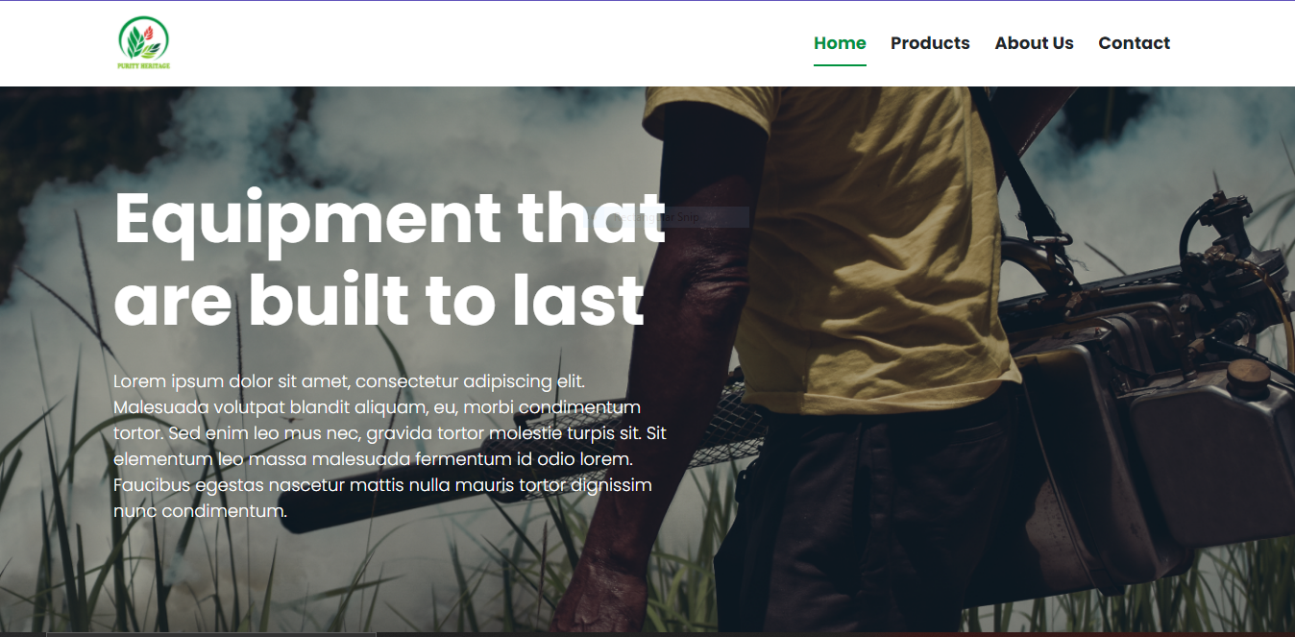 PURITY HERITAGE
Home Products About Us Contact
Equipment that
are built to last
Lorem ipsum dolor sit amet, consectetur adipiscing elit.
Malesuada volutpat blandit aliquam, eu, morbi condimentum
tortor. Sed enim leo mus nec, gravida tortor molestie turpis sit. Sit
elementum leo massa malesuada fermentum id odio lorem.
Faucibus egestas nascetur mattis nulla mauris tortor dignissim
nunc condimentum.